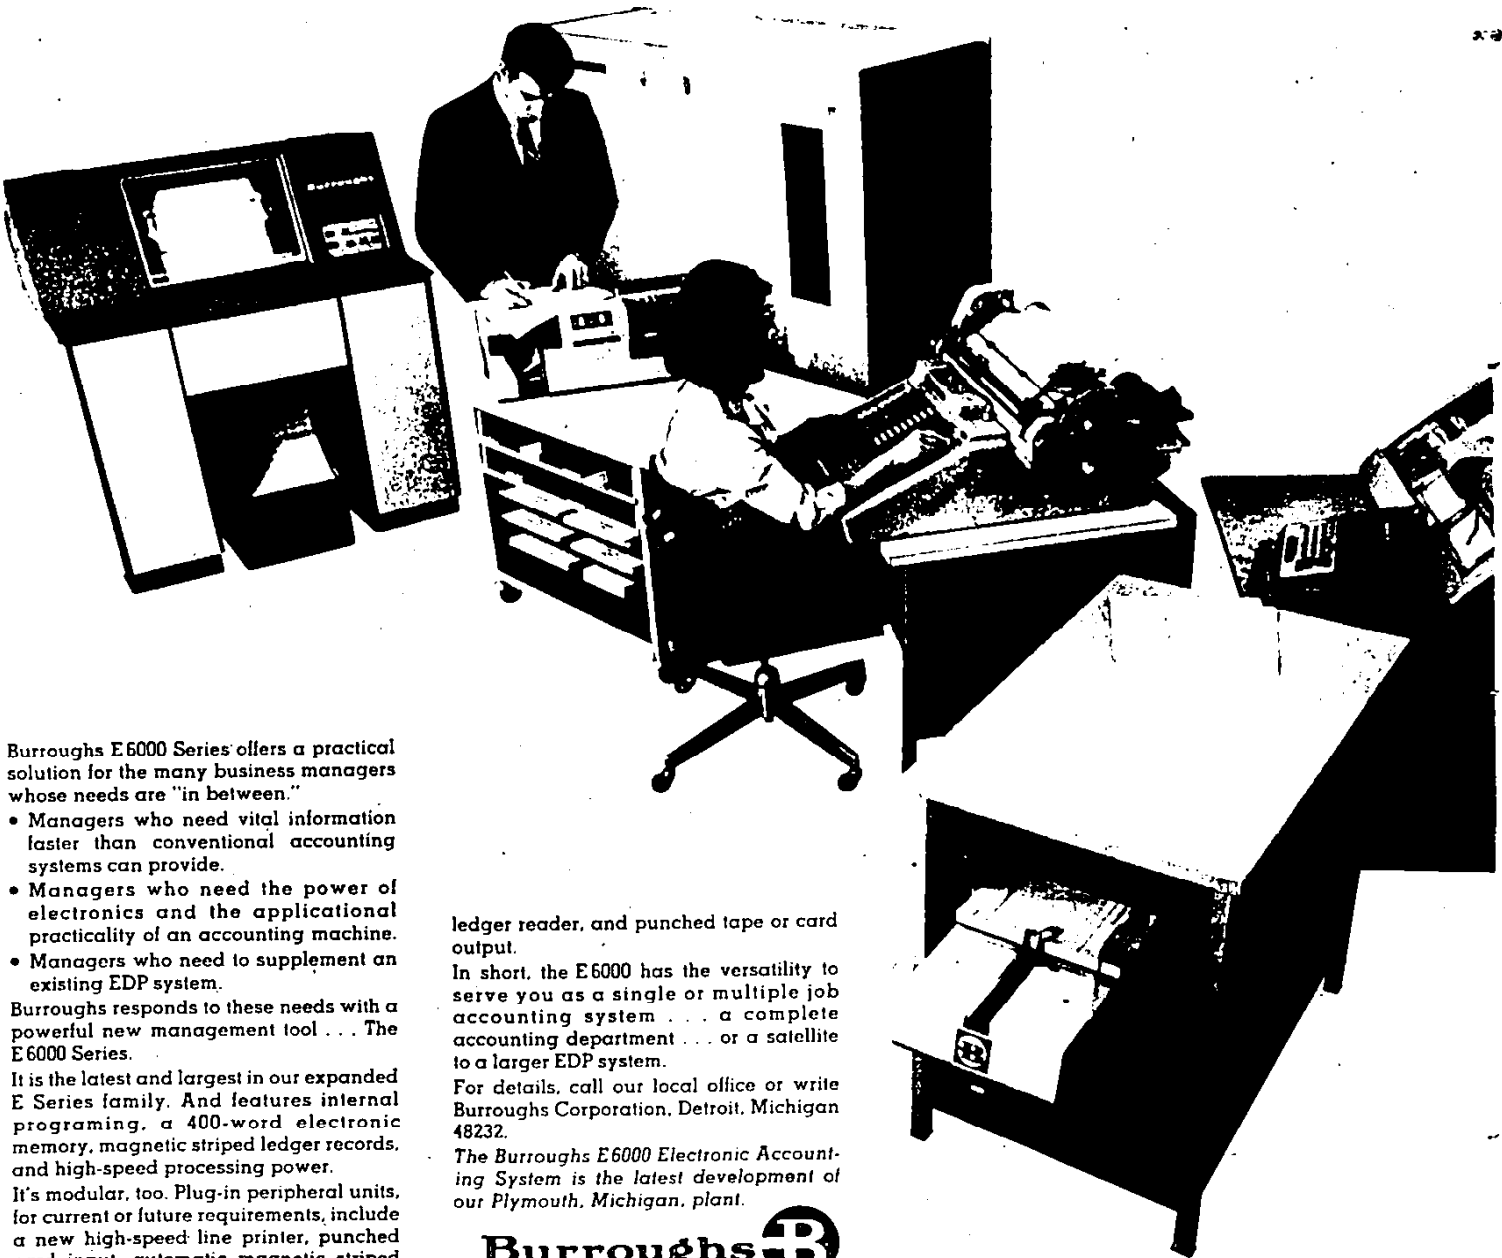 Burroughs
Burroughs E6000 Series offers a practical
solution for the many business managers
whose needs are "in between."
• Managers who need vital information
faster than conventional accounting
systems can provide.
• Managers who need the power of
electronics and the applicational
practicality of an accounting machine.
• Managers who need to supplement an
existing EDP system.
Burroughs responds to these needs with a
powerful new management tool . . . The
E6000 Series.
It is the latest and largest in our expanded
E Series family. And features internal
programing, a 400-word electronic
memory, magnetic striped ledger records,
and high-speed processing power.
It's modular, too. Plug-in peripheral units,
for current or future requirements, include
a new high-speed line printer, punched
card input, automatic magnetic striped
ledger reader, and punched tape or card
output.
In short, the E6000 has the versatility to
serve you as a single or multiple job
accounting system . . . a complete
accounting department . . . or a satellite
to a larger EDP system.
For details, call our local office or write
Burroughs Corporation, Detroit, Michigan
48232.
The Burroughs E6000 Electronic Account-
ing System is the latest development of
our Plymouth, Michigan, plant.
Burroughs B
B